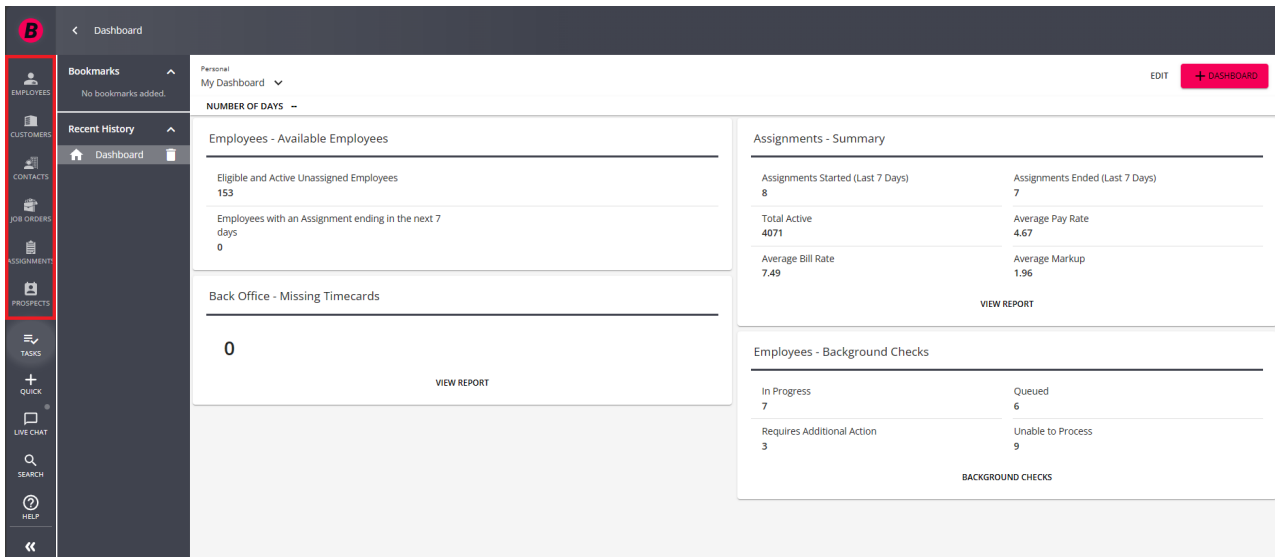 B
Dashboard
EMPLOYEES
CUSTOMERS
CONTACTS
JOB ORDERS
ASSIGNMENTS
PROSPECTS
TASKS
QUICK
LIVE CHAT
SEARCH
HELP
Bookmarks
No bookmarks added.
Recent History
Dashboard
Personal
My Dashboard
EDIT
+ DASHBOARD
NUMBER OF DAYS --
Employees - Available Employees
Eligible and Active Unassigned Employees
153
Employees with an Assignment ending in the next 7
days
0
Back Office - Missing Timecards
0
VIEW REPORT
Assignments - Summary
Assignments Started (Last 7 Days)
8
Assignments Ended (Last 7 Days)
7
Total Active
4071
Average Pay Rate
4.67
Average Bill Rate
7.49
Average Markup
1.96
VIEW REPORT
Employees - Background Checks
In Progress
7
Queued
6
Requires Additional Action
3
Unable to Process
9
BACKGROUND CHECKS